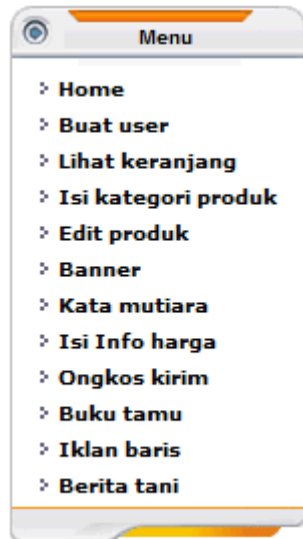 Menu
Home
Buat user
Lihat keranjang
Isi kategori produk
Edit produk
Banner
Kata mutiara
Isi Info harga
Ongkos kirim
Buku tamu
Iklan baris
Berita tani